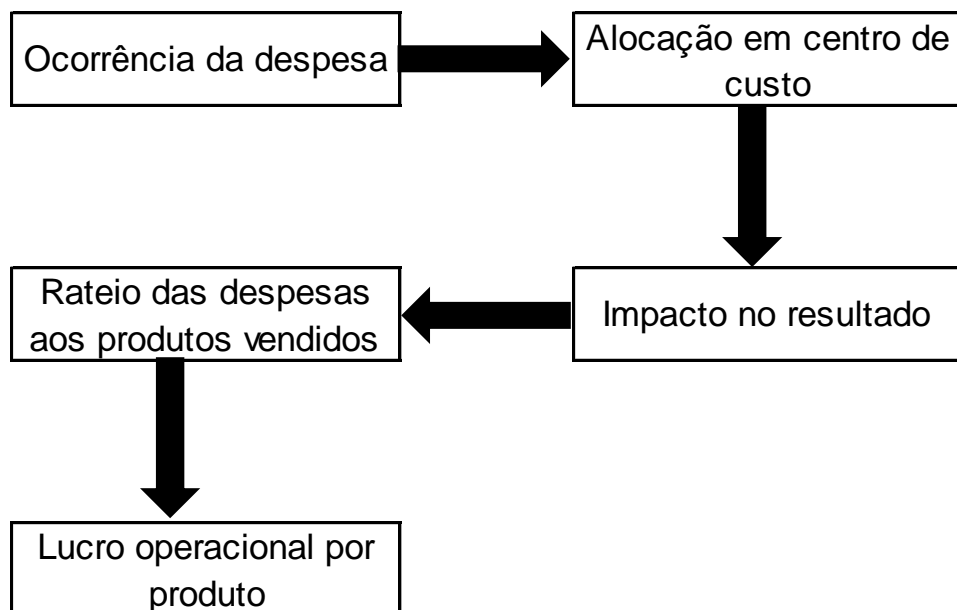 Ocorrência da despesa
Alocação em centro de
custo
Impacto no resultado
Rateio das despesas
aos produtos vendidos
Lucro operacional por
produto